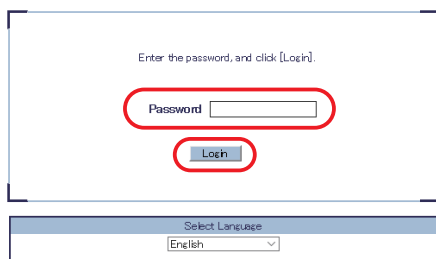 Enter the password, and click [Login].
Password
Login
Select Language
English